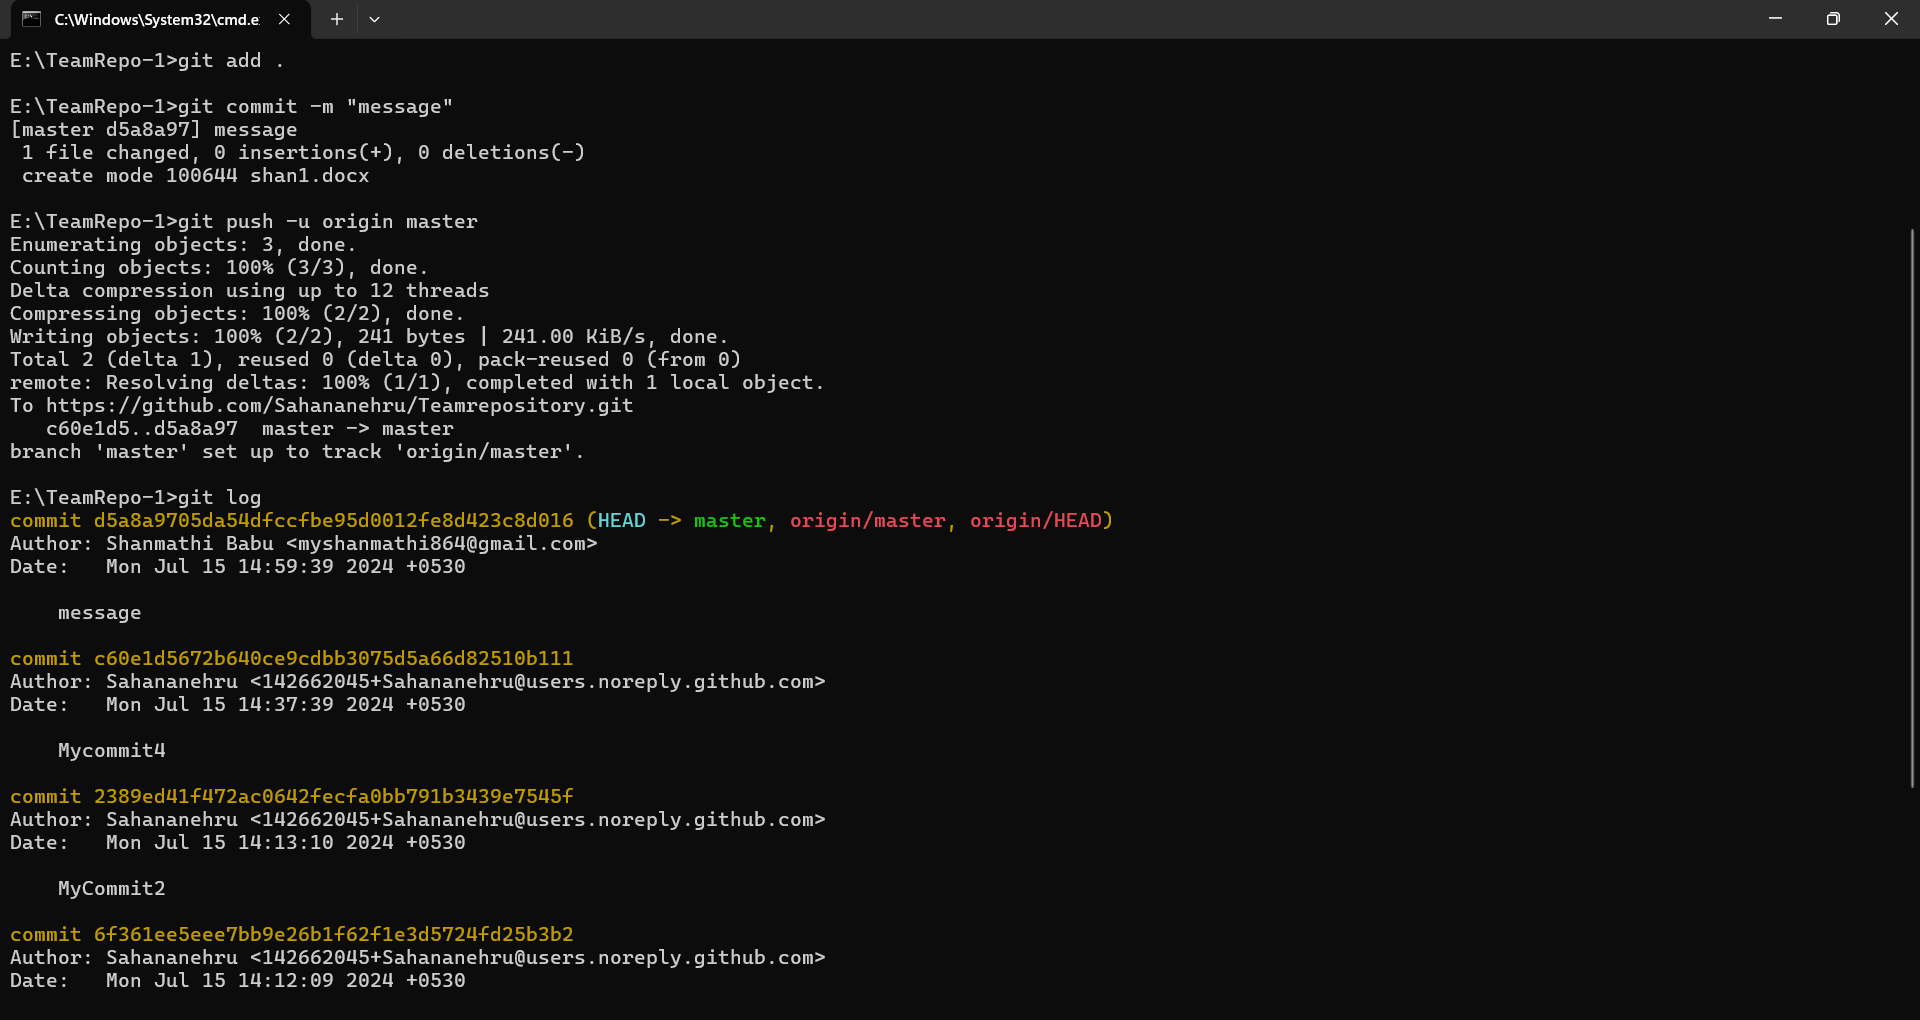 C:\Windows\System32\cmd.e
E:\TeamRepo-1>git add .
E:\TeamRepo-1>git commit -m "message"
[master d5a8a97] message
 1 file changed, 0 insertions(+), 0 deletions(-)
 create mode 100644 shan1.docx
E:\TeamRepo-1>git push -u origin master
Enumerating objects: 3, done.
Counting objects: 100% (3/3), done.
Delta compression using up to 12 threads
Compressing objects: 100% (2/2), done.
Writing objects: 100% (2/2), 241 bytes | 241.00 KiB/s, done.
Total 2 (delta 1), reused 0 (delta 0), pack-reused 0 (from 0)
remote: Resolving deltas: 100% (1/1), completed with 1 local object.
To https://github.com/Sahananehru/Teamrepository.git
   c60e1d5..d5a8a97  master -> master
branch 'master' set up to track 'origin/master'.
E:\TeamRepo-1>git log
commit d5a8a9705da54dfccfbe95d0012fe8d423c8d016 (HEAD -> master, origin/master, origin/HEAD)
Author: Shanmathi Babu <myshanmathi864@gmail.com>
Date:   Mon Jul 15 14:59:39 2024 +0530
    message
commit c60e1d5672b640ce9cdbb3075d5a66d82510b111
Author: Sahananehru <142662045+Sahananehru@users.noreply.github.com>
Date:   Mon Jul 15 14:37:39 2024 +0530
    Mycommit4
commit 2389ed41f472ac0642fecfa0bb791b3439e7545f
Author: Sahananehru <142662045+Sahananehru@users.noreply.github.com>
Date:   Mon Jul 15 14:13:10 2024 +0530
    MyCommit2
commit 6f361ee5eee7bb9e26b1f62f1e3d5724fd25b3b2
Author: Sahananehru <142662045+Sahananehru@users.noreply.github.com>
Date:   Mon Jul 15 14:12:09 2024 +0530